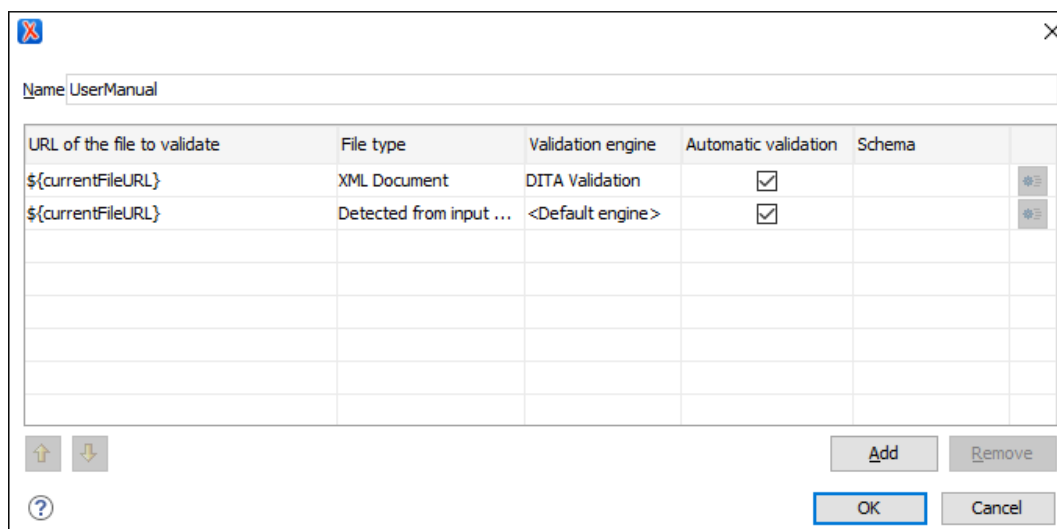 Name UserManual
URL of the file to validate File type Validation engine Automatic validation Schema
${currentFileURL} XML Document DITA Validation
${currentFileURL} Detected from input ... <Default engine>
Add Remove
OK Cancel